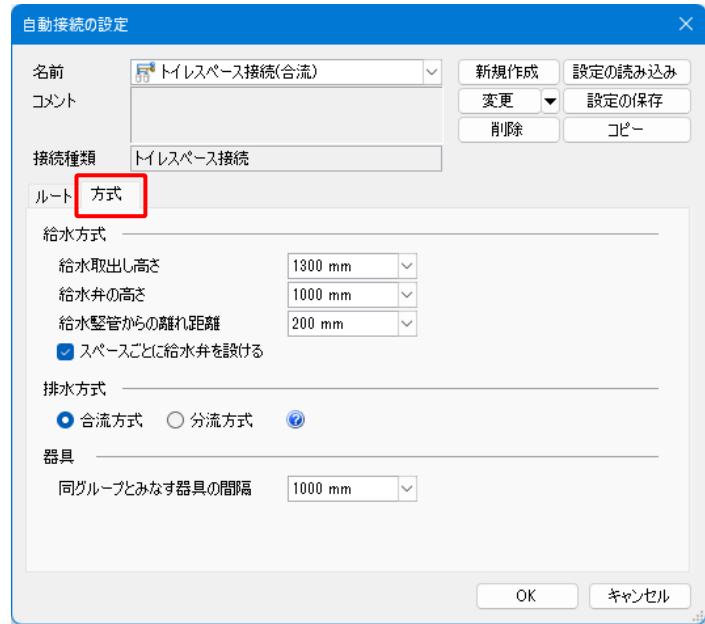 自動接続の設定
名前 トイレスペース接続(合流) 新規作成 設定の読み込み
コメント 変更 設定の保存
削除 コピー
接続種類 トイレスペース接続
ルート 方式
給水方式
給水取出し高さ 1300 mm
給水弁の高さ 1000 mm
給水竪管からの離れ距離 200 mm
スペースごとに給水弁を設ける
排水方式
合流方式 分流方式 ?
器具
同グループとみなす器具の間隔 1000 mm
OK キャンセル